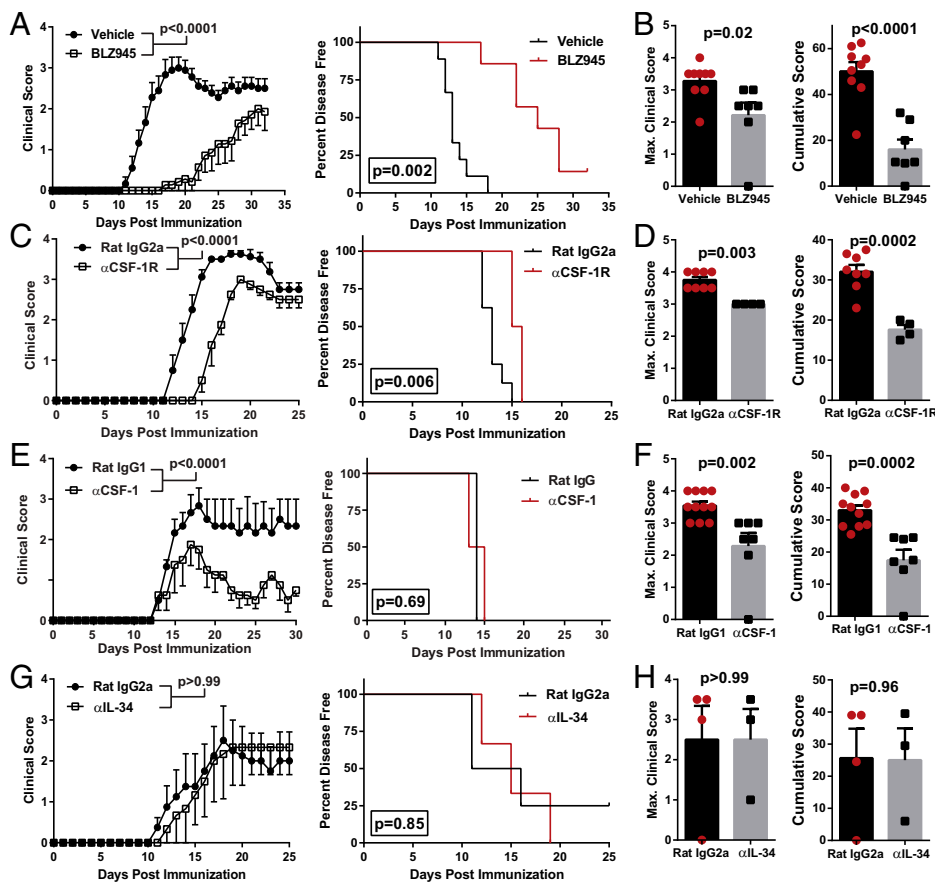 A
Vehicle
BLZ945
p<0.0001
Clinical Score
3
2
1
0
0 5 10 15 20 25 30 35
Days Post Immunization
Vehicle
BLZ945
Percent Disease Free
100
75
50
25
0
p=0.002
0 5 10 15 20 25 30 35
Days Post Immunization
B
p=0.02
Max. Clinical Score
4
3
2
1
0
Vehicle BLZ945
p<0.0001
Cumulative Score
60
40
20
0
Vehicle BLZ945
C
Rat IgG2a
αCSF-1R
p<0.0001
Clinical Score
4
3
2
1
0
0 5 10 15 20 25
Days Post Immunization
Rat IgG2a
αCSF-1R
Percent Disease Free
100
75
50
25
0
p=0.006
0 5 10 15 20 25
Days Post Immunization
D
p=0.003
Max. Clinical Score
5
4
3
2
1
0
Rat IgG2a αCSF-1R
p=0.0002
Cumulative Score
40
30
20
10
0
Rat IgG2a αCSF-1R
E
Rat IgG1
αCSF-1
p<0.0001
Clinical Score
4
3
2
1
0
0 5 10 15 20 25 30
Days Post Immunization
Rat IgG
αCSF-1
Percent Disease Free
100
75
50
25
0
p=0.69
0 5 10 15 20 25 30
Days Post Immunization
F
p=0.002
Max. Clinical Score
5
4
3
2
1
0
Rat IgG1 αCSF-1
p=0.0002
Cumulative Score
50
40
30
20
10
0
Rat IgG1 αCSF-1
G
Rat IgG2a
αIL-34
p>0.99
Clinical Score
4
3
2
1
0
0 5 10 15 20 25
Days Post Immunization
Rat IgG2a
αIL-34
Percent Disease Free
100
75
50
25
0
p=0.85
0 5 10 15 20 25
Days Post Immunization
H
p>0.99
Max. Clinical Score
4
3
2
1
0
Rat IgG2a αIL-34
p=0.96
Cumulative Score
50
40
30
20
10
0
Rat IgG2a αIL-34